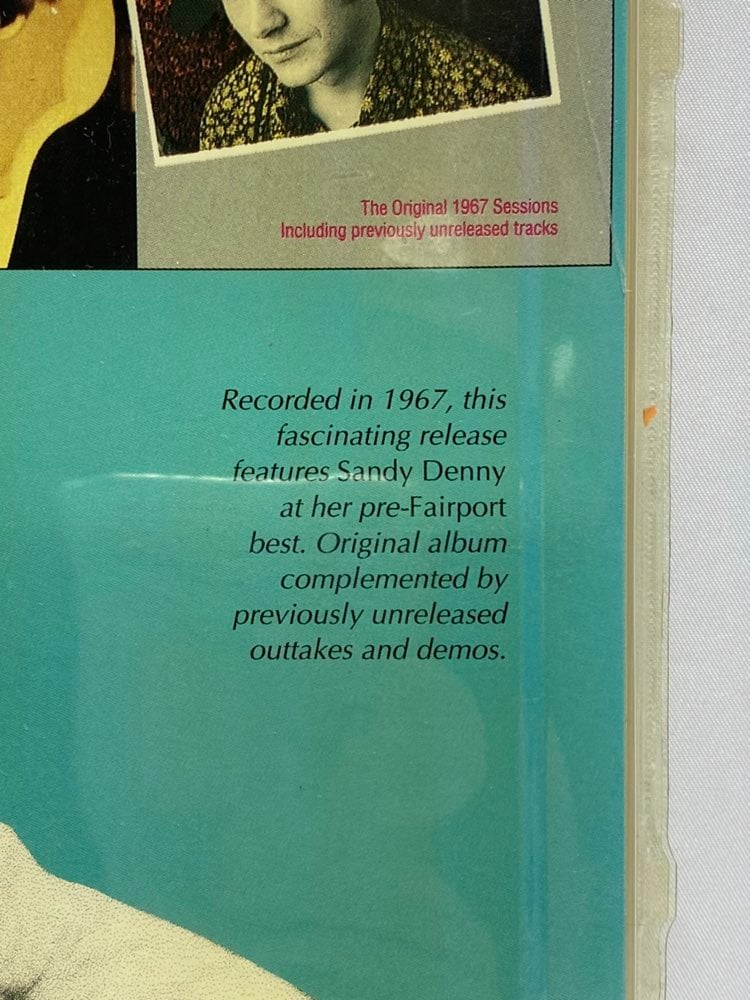 The Original 1967 Sessions
Including previously unreleased tracks
Recorded in 1967, this
fascinating release
features Sandy Denny
at her pre-Fairport
best. Original album
complemented by
previously unreleased
outtakes and demos.